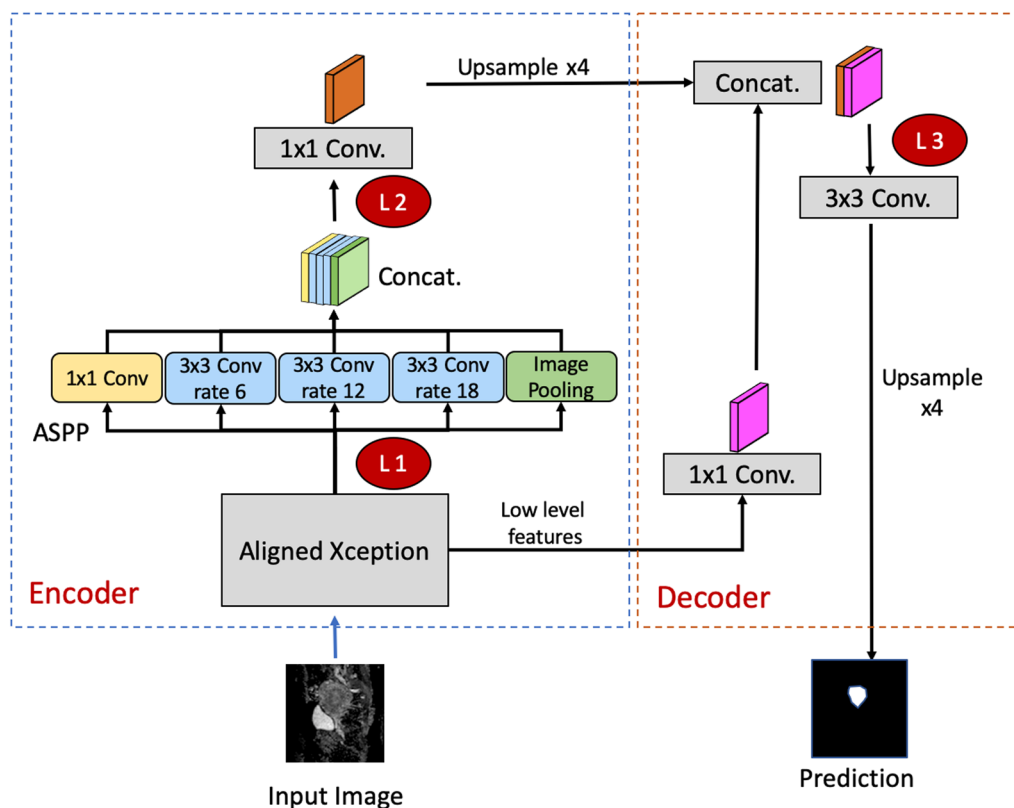 Upsample x4
Concat.
1x1 Conv.
L 3
L 2
3x3 Conv.
Concat.
1x1 Conv
3x3 Conv
rate 6
3x3 Conv
rate 12
3x3 Conv
rate 18
Image
Pooling
Upsample
x4
ASPP
L 1
1x1 Conv.
Low level
features
Aligned Xception
Encoder
Decoder
Input Image
Prediction